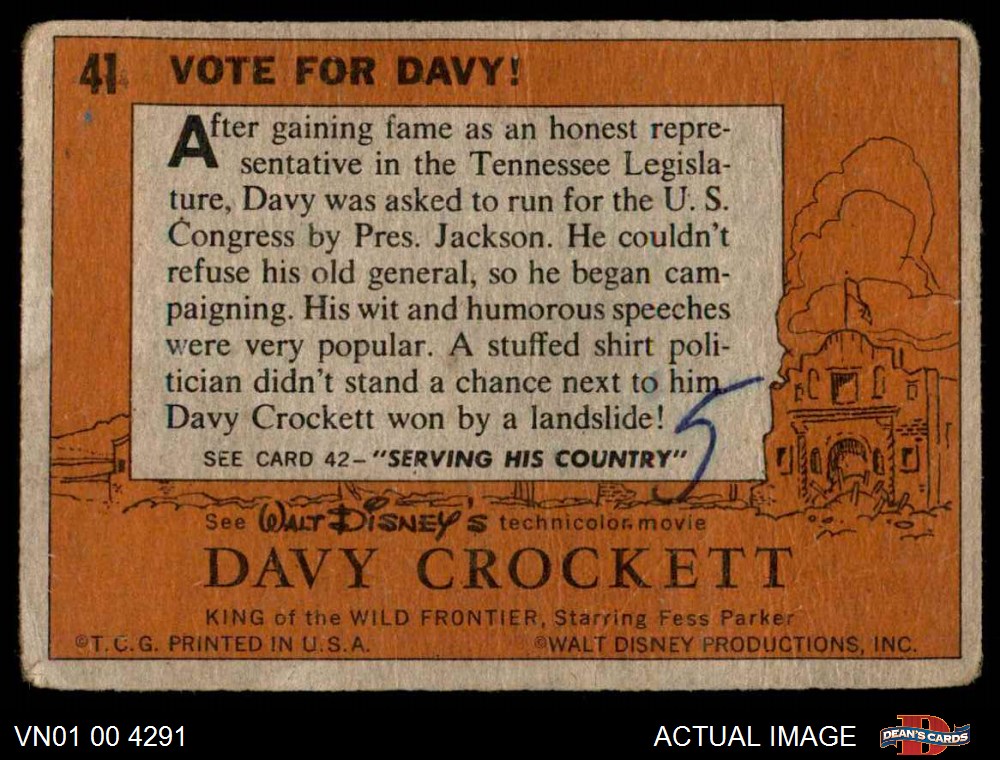 41 VOTE FOR DAVY!
After gaining fame as an honest repre-
sentative in the Tennessee Legisla-
ture, Davy was asked to run for the U. S.
Congress by Pres. Jackson. He couldn't
refuse his old general, so he began cam-
paigning. His wit and humorous speeches
were very popular. A stuffed shirt poli-
tician didn't stand a chance next to him.
Davy Crockett won by a landslide!
5
SEE CARD 42-"SERVING HIS COUNTRY"
See WALT DISNEY'S technicolor movie
DAVY CROCKETT
KING of the WILD FRONTIER, Starring Fess Parker
©T.C.G. PRINTED IN U.S.A. ©WALT DISNEY PRODUCTIONS, INC.
VN01 00 4291 ACTUAL IMAGE D DEAN'S CARDS